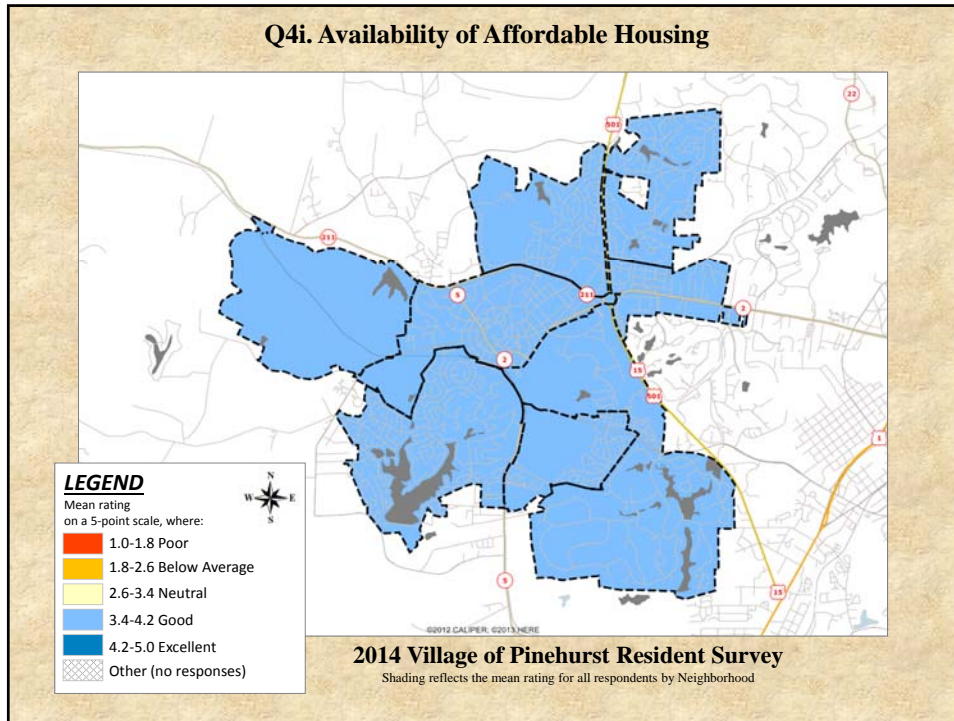 Q4i. Availability of Affordable Housing
22
501
211
5
211
2
2
15
501
1
5
15
LEGEND
Mean rating
on a 5-point scale, where:
N
W E
S
1.0-1.8 Poor
1.8-2.6 Below Average
2.6-3.4 Neutral
3.4-4.2 Good
4.2-5.0 Excellent
Other (no responses)
©2012 CALIPER; ©2013 HERE
2014 Village of Pinehurst Resident Survey
Shading reflects the mean rating for all respondents by Neighborhood